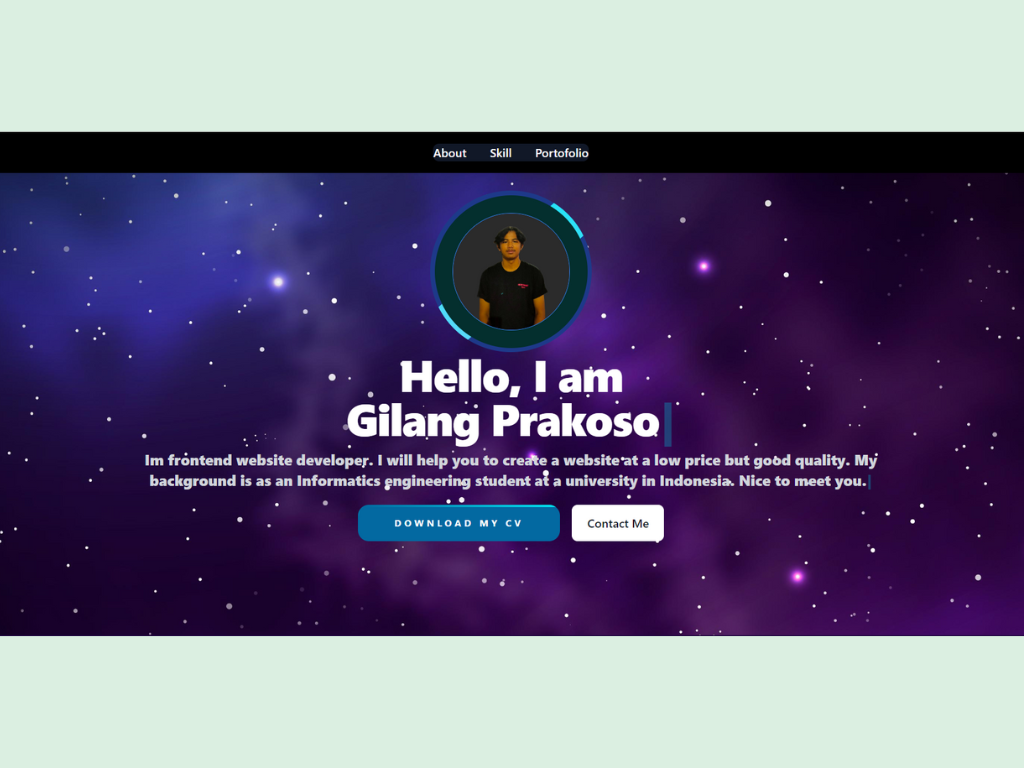 About Skill Portofolio
Hello, I am
Gilang Prakoso
Im frontend website developer. I will help you to create a website at a low price but good quality. My
background is as an Informatics engineering student at a university in Indonesia. Nice to meet you.
DOWNLOAD MY CV Contact Me